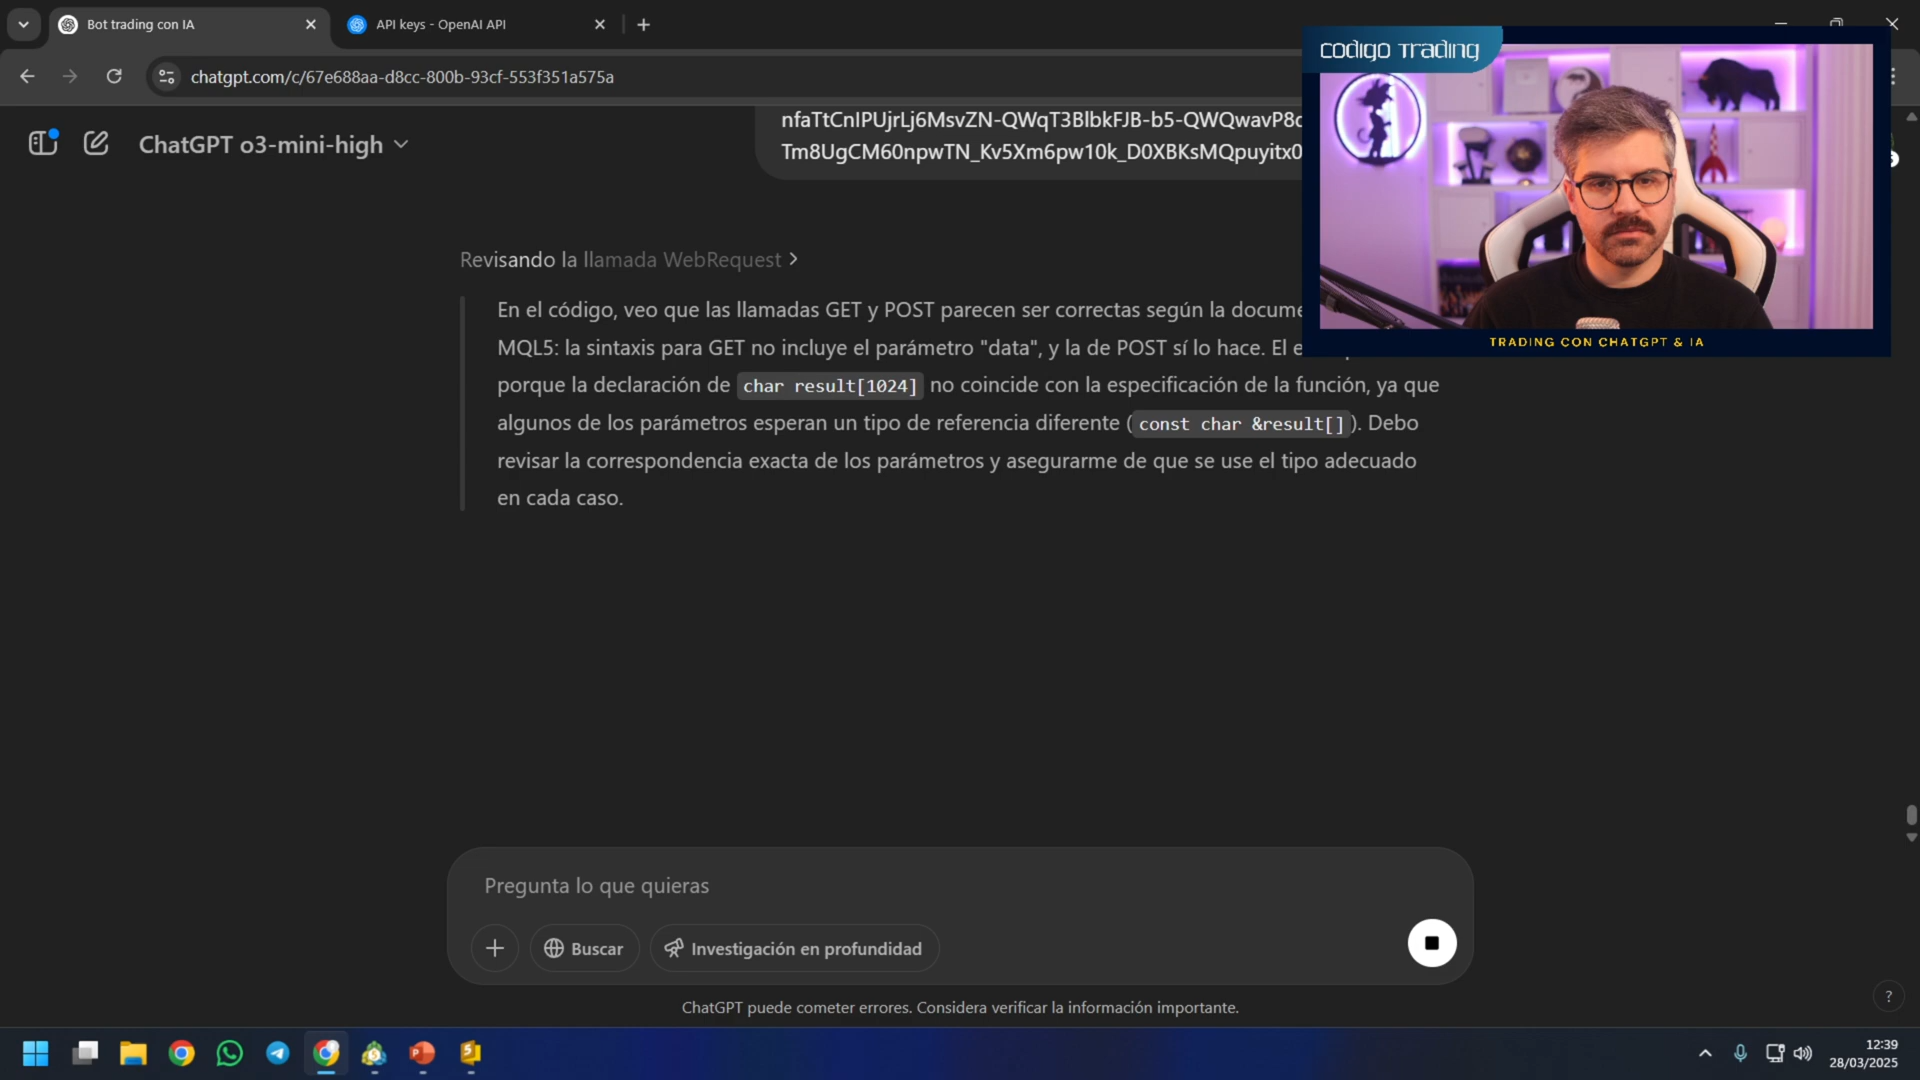 Bot trading con IA
API keys - OpenAI API
chatgpt.com/c/67e688aa-d8cc-800b-93cf-553f351a575a
codigo Trading
TRADING CON CHATGPT & IA
ChatGPT o3-mini-high
Revisando la llamada WebRequest
En el código, veo que las llamadas GET y POST parecen ser correctas según la
MQL5: la sintaxis para GET no incluye el parámetro "data", y la de POST sí lo hace. El
porque la declaración de char result[1024] no coincide con la especificación de la función, ya que
algunos de los parámetros esperan un tipo de referencia diferente (const char &result[]). Debo
revisar la correspondencia exacta de los parámetros y asegurarme de que se use el tipo adecuado
en cada caso.
Pregunta lo que quieras
Buscar
Investigación en profundidad
ChatGPT puede cometer errores. Considera verificar la información importante.
?
12:39
28/03/2025